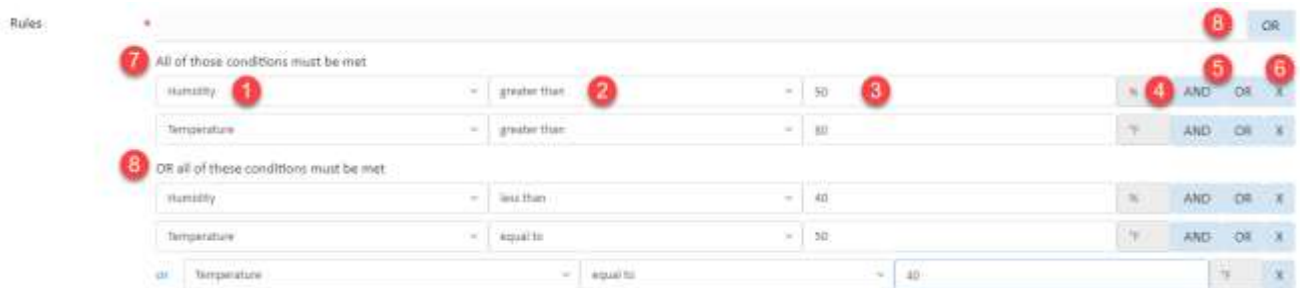 Rules * 8 OR
7 All of those conditions must be met 5 6
Humidity 1 greater than 2 50 3 % 4 AND OR X
Temperature greater than 80 °F AND OR X
8 OR all of these conditions must be met
Humidity less than 40 % AND OR X
Temperature equal to 50 °F AND OR X
or Temperature equal to 40 °F X